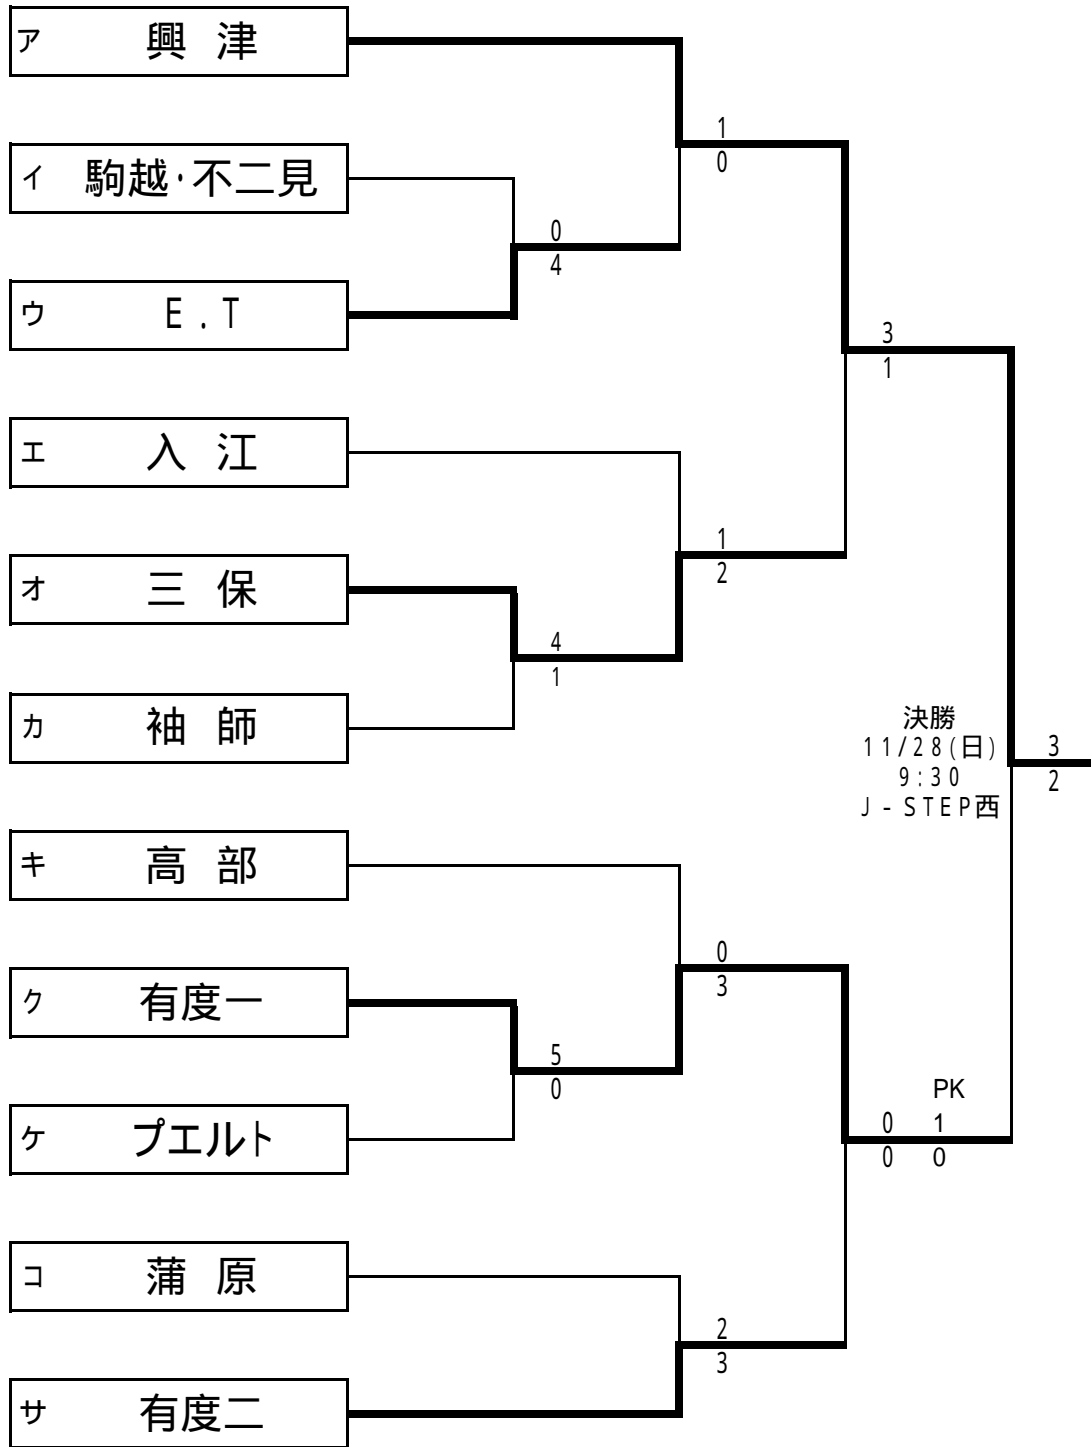 ア 興 津
1
0
イ 駒越・不二見
0
4
ウ E . T
3
1
エ 入 江
1
2
オ 三 保
4
1
カ 袖 師
決勝
11/28(日)
9:30
J - STEP西
3
2
キ 高 部
0
3
ク 有度一
5
0
PK
0 1
0 0
ケ プエルト
コ 蒲 原
2
3
サ 有度二